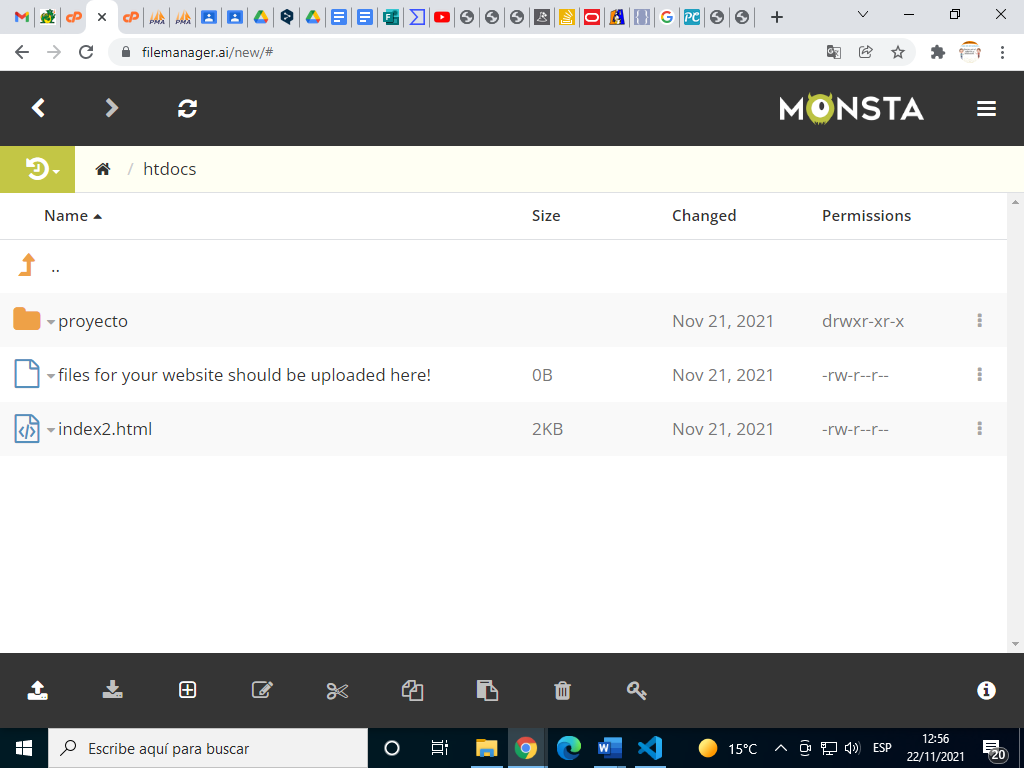 filemanager.ai/new/#
MONSTA
/ htdocs
Name Size Changed Permissions
..
proyecto Nov 21, 2021 drwxr-xr-x
files for your website should be uploaded here! 0B Nov 21, 2021 -rw-r--r--
index2.html 2KB Nov 21, 2021 -rw-r--r--
Escribe aquí para buscar
15°C
ESP
12:56
22/11/2021
20